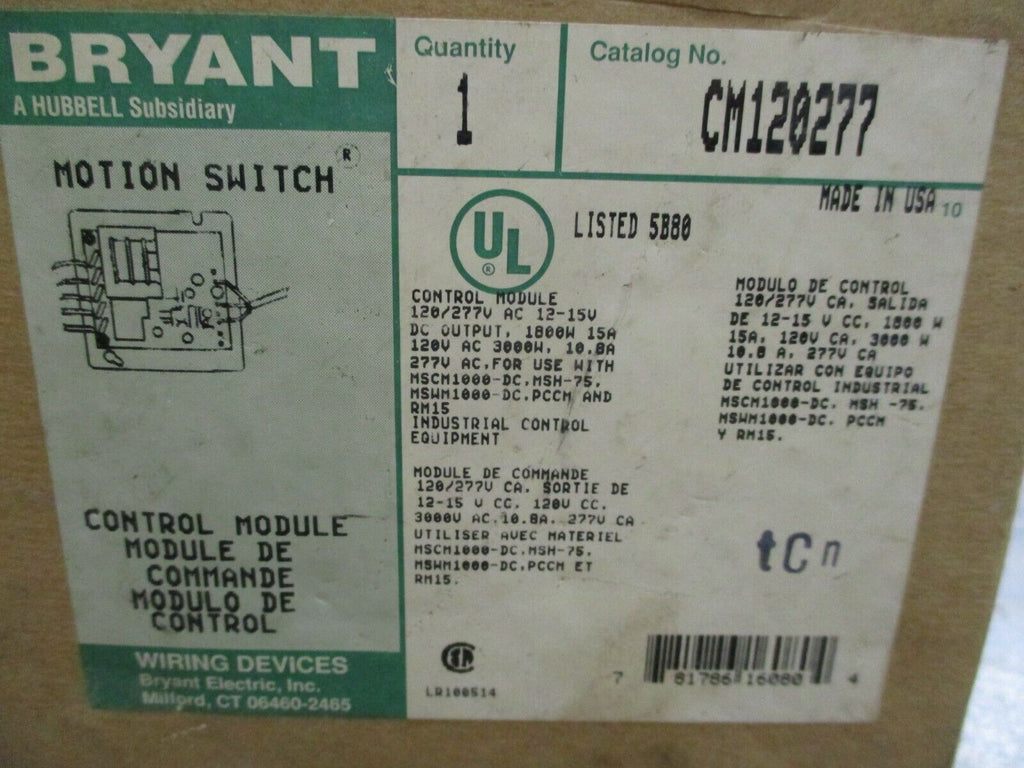 BRYANT
A HUBBELL Subsidiary
MOTION SWITCH ®
CONTROL MODULE
MODULE DE
COMMANDE
MODULO DE
CONTROL
WIRING DEVICES
Bryant Electric, Inc.
Milford, CT 06460-2465
Quantity
1
Catalog No.
CM120277
MADE IN USA 10
UL ®
LISTED 5B80
CONTROL MODULE
120/277V AC 12-15V
DC OUTPUT, 1800W 15A
120V AC 3000W, 10.8A
277V AC.FOR USE WITH
MSCM1000-DC.MSH-75.
MSWM1000-DC.PCCM AND
RM15
INDUSTRIAL CONTROL
EQUIPMENT
MODULO DE CONTROL
120/277V CA. SALIDA
DE 12-15 V CC, 1800 W
15A, 120V CA, 3000 W
10.8 A, 277V CA
UTILIZAR CON EQUIPO
DE CONTROL INDUSTRIAL
MSCM1000-DC. MSH -75.
MSWM1000-DC. PCCM
Y RM15.
MODULE DE COMMANDE
120/277V CA. SORTIE DE
12-15 V CC. 120V CC.
3000V AC.10.8A. 277V CA
UTILISER AVEC MATERIEL
MSCM1000-DC.MSH-75.
MSWM1000-DC.PCCM ET
RM15.
tCn
LR100514
7 81786 16080 4